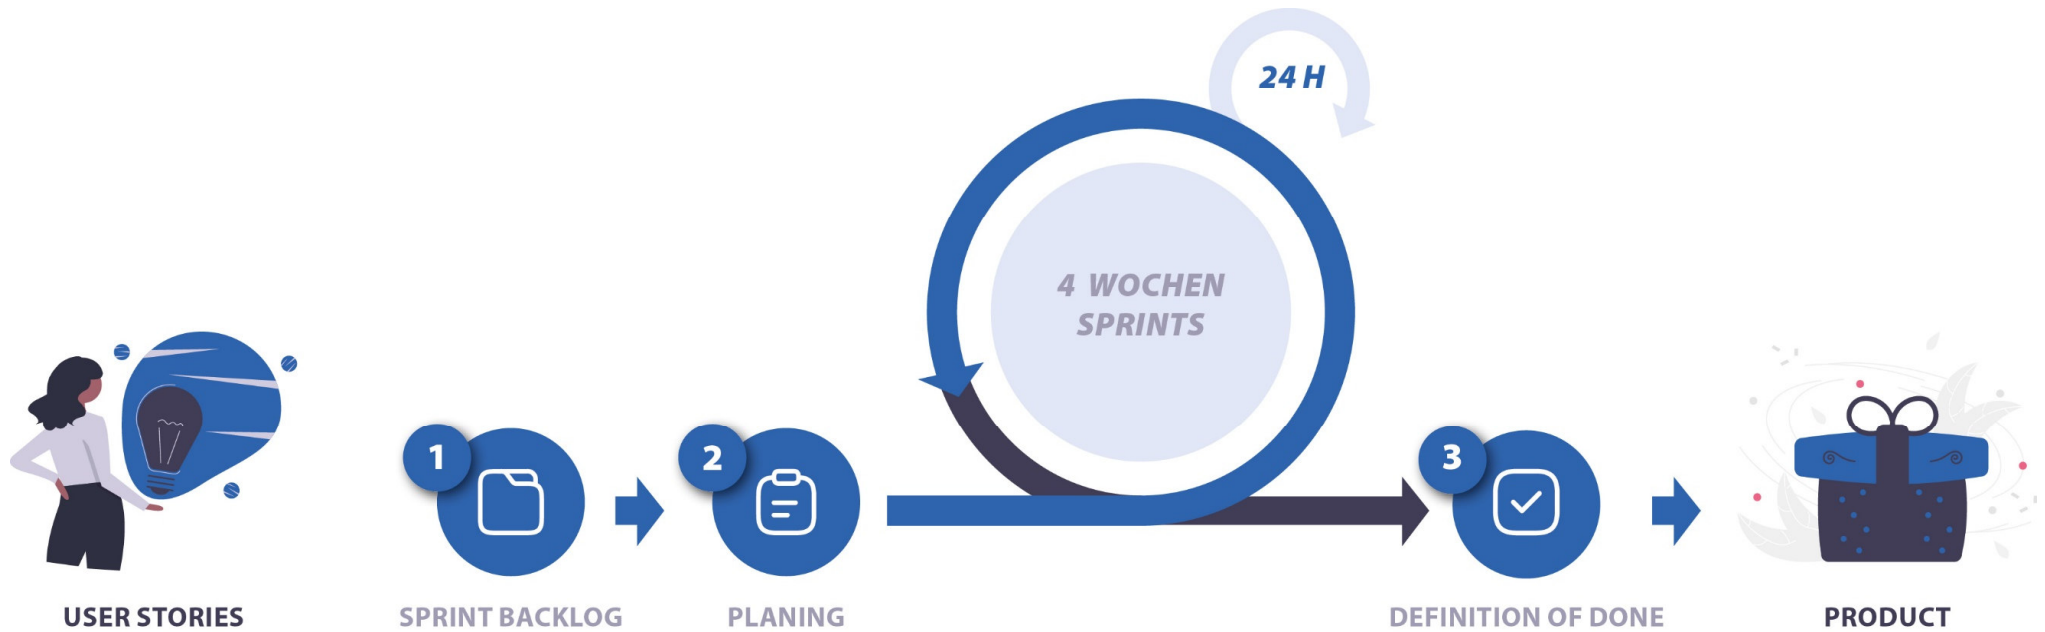 24 H
4 WOCHEN
SPRINTS
1
2
3
USER STORIES
SPRINT BACKLOG
PLANING
DEFINITION OF DONE
PRODUCT